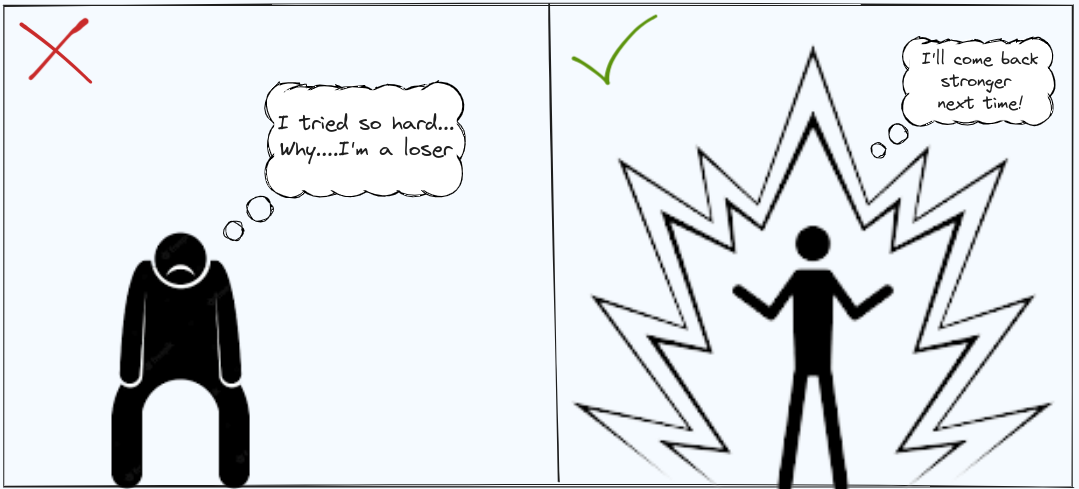 I tried so hard...
Why....I'm a loser
I'll come back
stronger
next time!